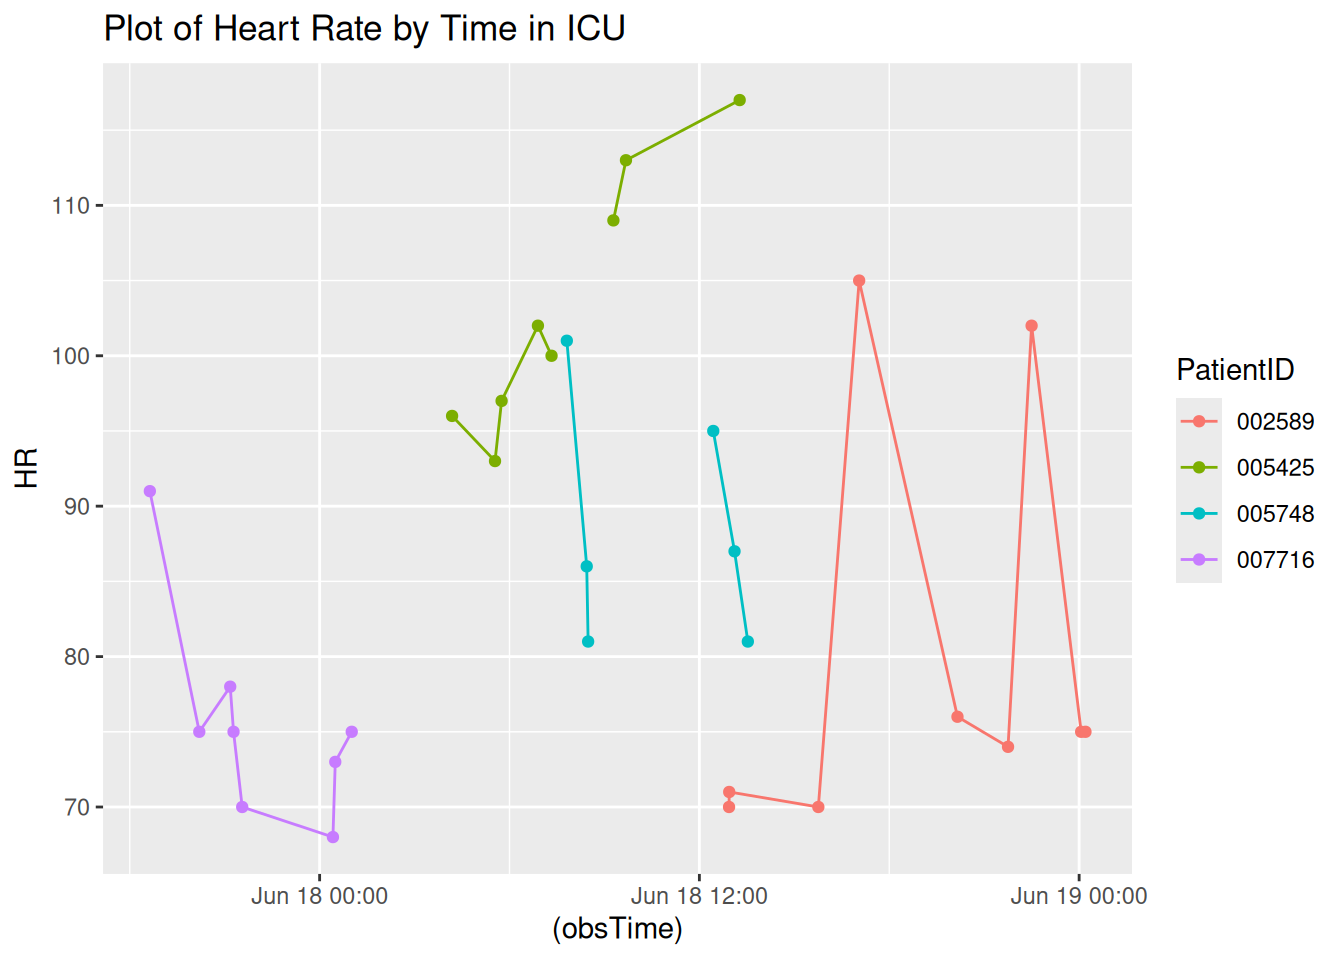 Plot of Heart Rate by Time in ICU
HR
110
100
90
80
70
Jun 18 00:00
Jun 18 12:00
Jun 19 00:00
(obsTime)
PatientID
002589
005425
005748
007716